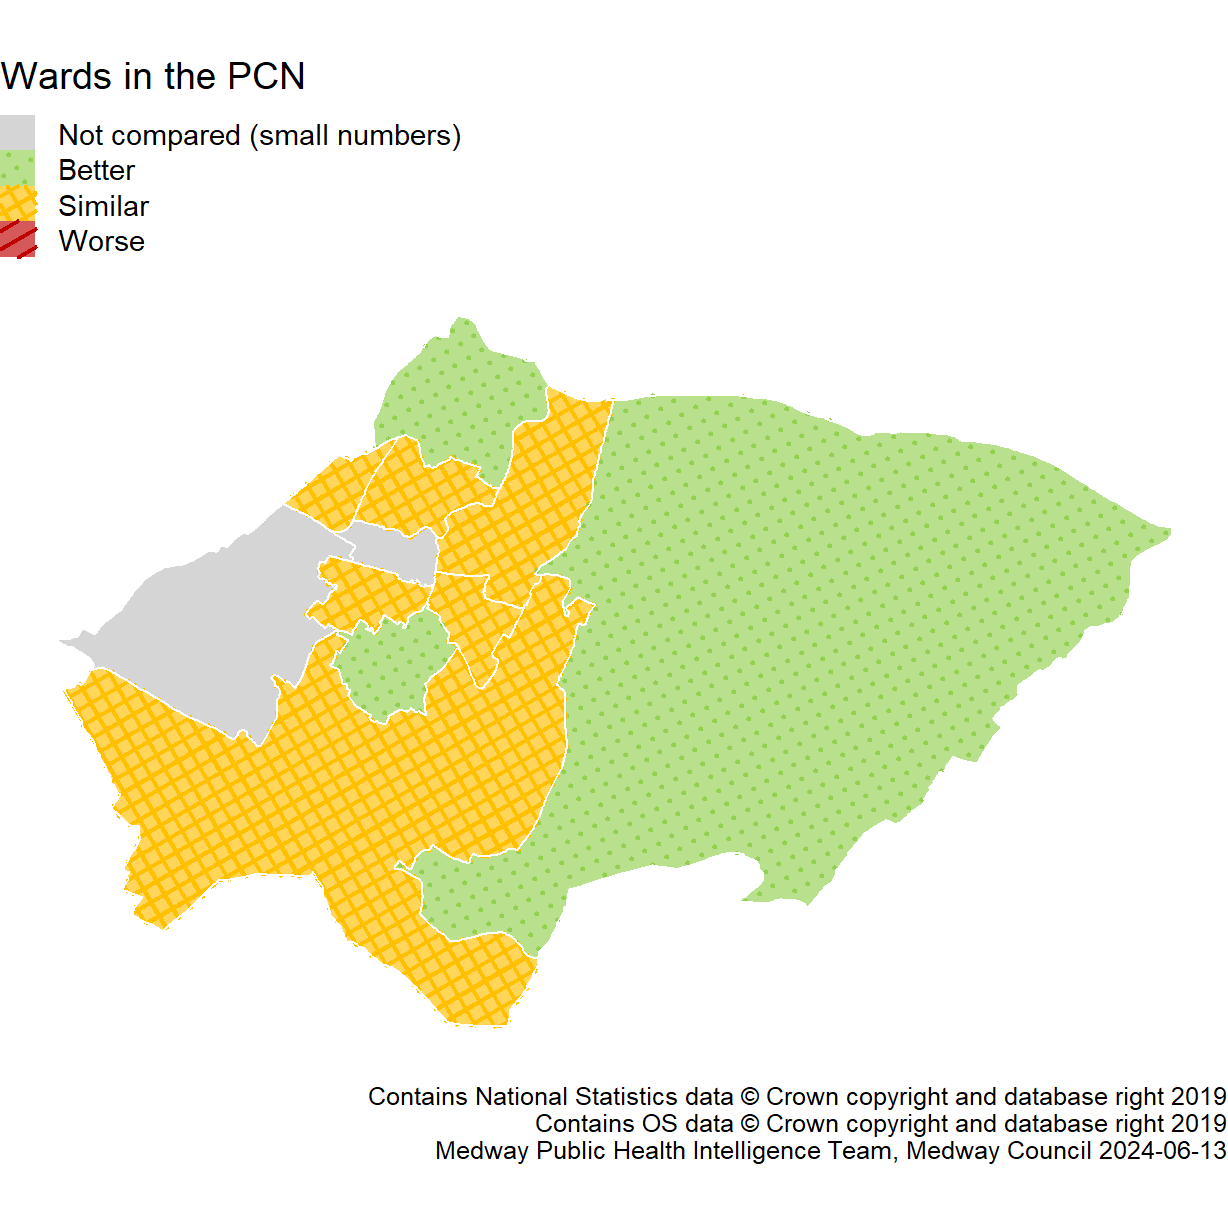 Wards in the PCN
Not compared (small numbers)
Better
Similar
Worse
Contains National Statistics data © Crown copyright and database right 2019
Contains OS data © Crown copyright and database right 2019
Medway Public Health Intelligence Team, Medway Council 2024-06-13